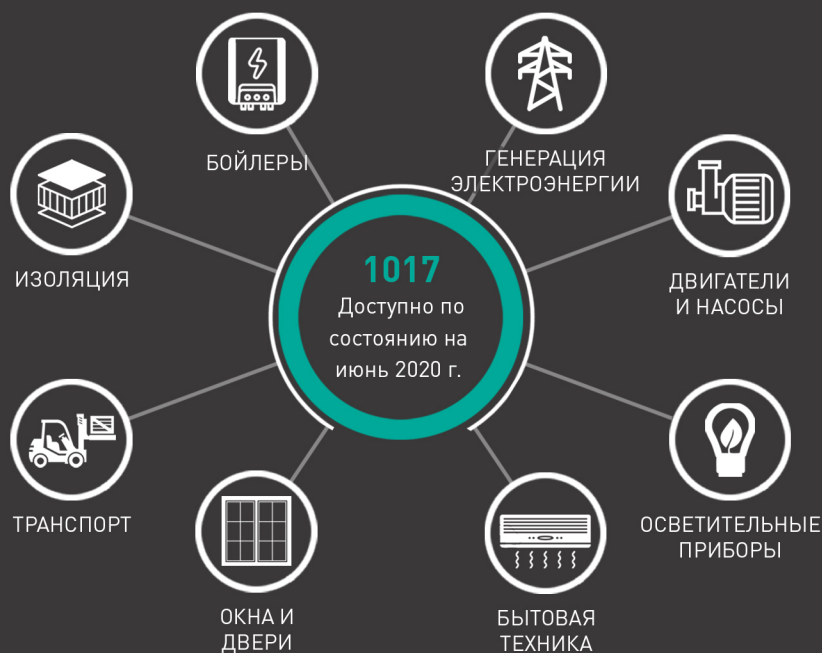 БОЙЛЕРЫ
ГЕНЕРАЦИЯ
ЭЛЕКТРОЭНЕРГИИ
ИЗОЛЯЦИЯ
ДВИГАТЕЛИ
И НАСОСЫ
1017
Доступно по
состоянию на
июнь 2020 г.
ТРАНСПОРТ
ОСВЕТИТЕЛЬНЫЕ
ПРИБОРЫ
ОКНА И
ДВЕРИ
БЫТОВАЯ
ТЕХНИКА